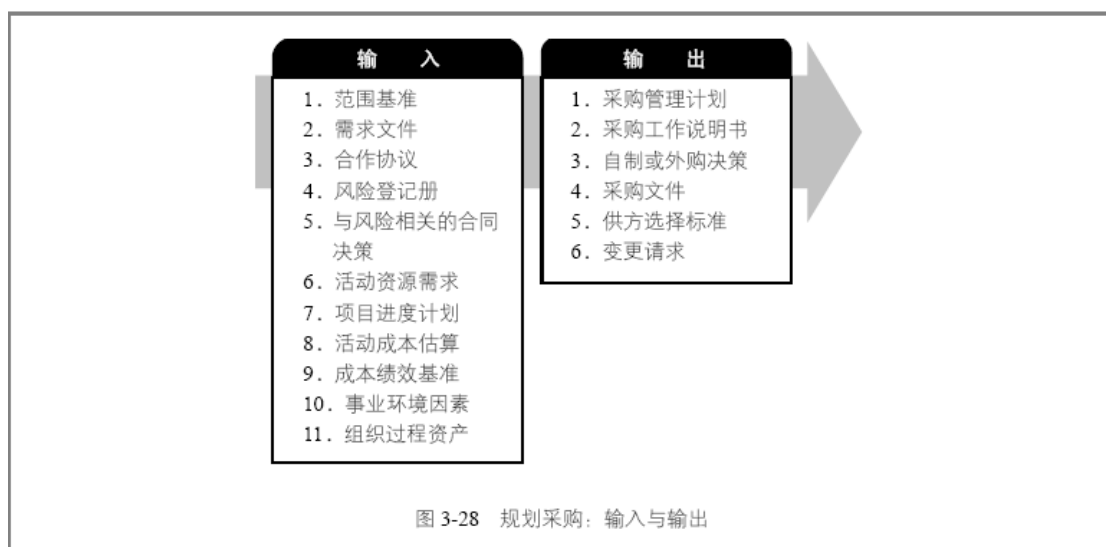 输 入
1. 范围基准
2. 需求文件
3. 合作协议
4. 风险登记册
5. 与风险相关的合同
决策
6. 活动资源需求
7. 项目进度计划
8. 活动成本估算
9. 成本绩效基准
10. 事业环境因素
11. 组织过程资产
输 出
1. 采购管理计划
2. 采购工作说明书
3. 自制或外购决策
4. 采购文件
5. 供方选择标准
6. 变更请求
图 3-28 规划采购：输入与输出